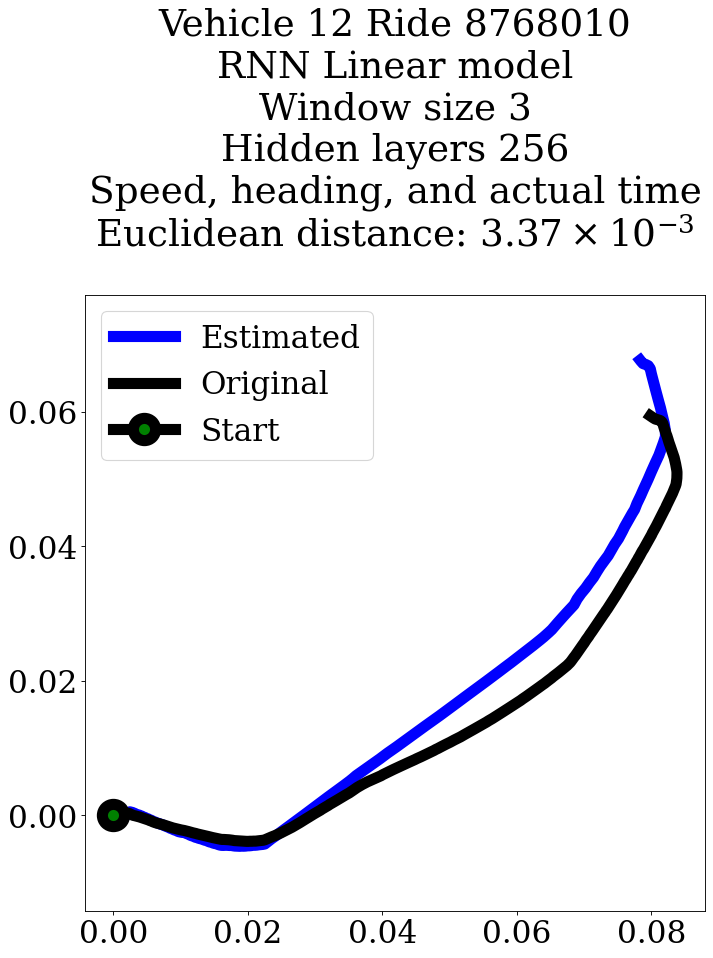 Vehicle 12 Ride 8768010
RNN Linear model
Window size 3
Hidden layers 256
Speed, heading, and actual time
Euclidean distance: 3.37 × 10⁻³
Estimated
Original
Start
0.06
0.04
0.02
0.00
0.00 0.02 0.04 0.06 0.08